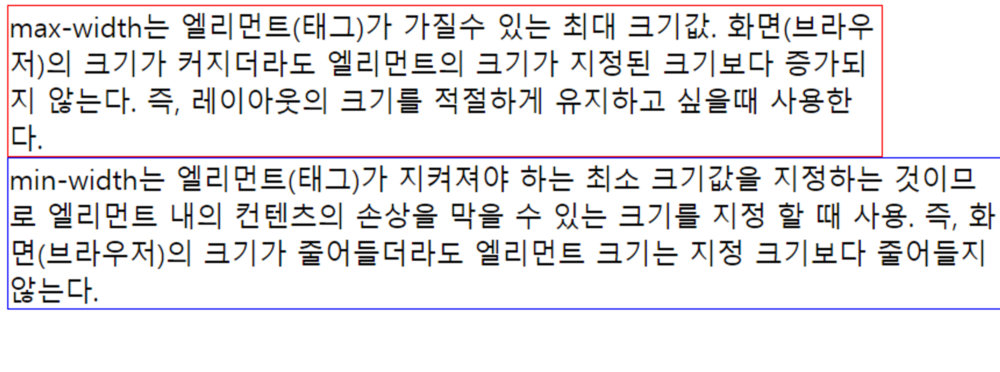 max-width는 엘리먼트(태그)가 가질수 있는 최대 크기값. 화면(브라우
저)의 크기가 커지더라도 엘리먼트의 크기가 지정된 크기보다 증가되
지 않는다. 즉, 레이아웃의 크기를 적절하게 유지하고 싶을때 사용한
다.
min-width는 엘리먼트(태그)가 지켜져야 하는 최소 크기값을 지정하는 것이므
로 엘리먼트 내의 컨텐츠의 손상을 막을 수 있는 크기를 지정 할 때 사용. 즉, 화
면(브라우저)의 크기가 줄어들더라도 엘리먼트 크기는 지정 크기보다 줄어들지
않는다.